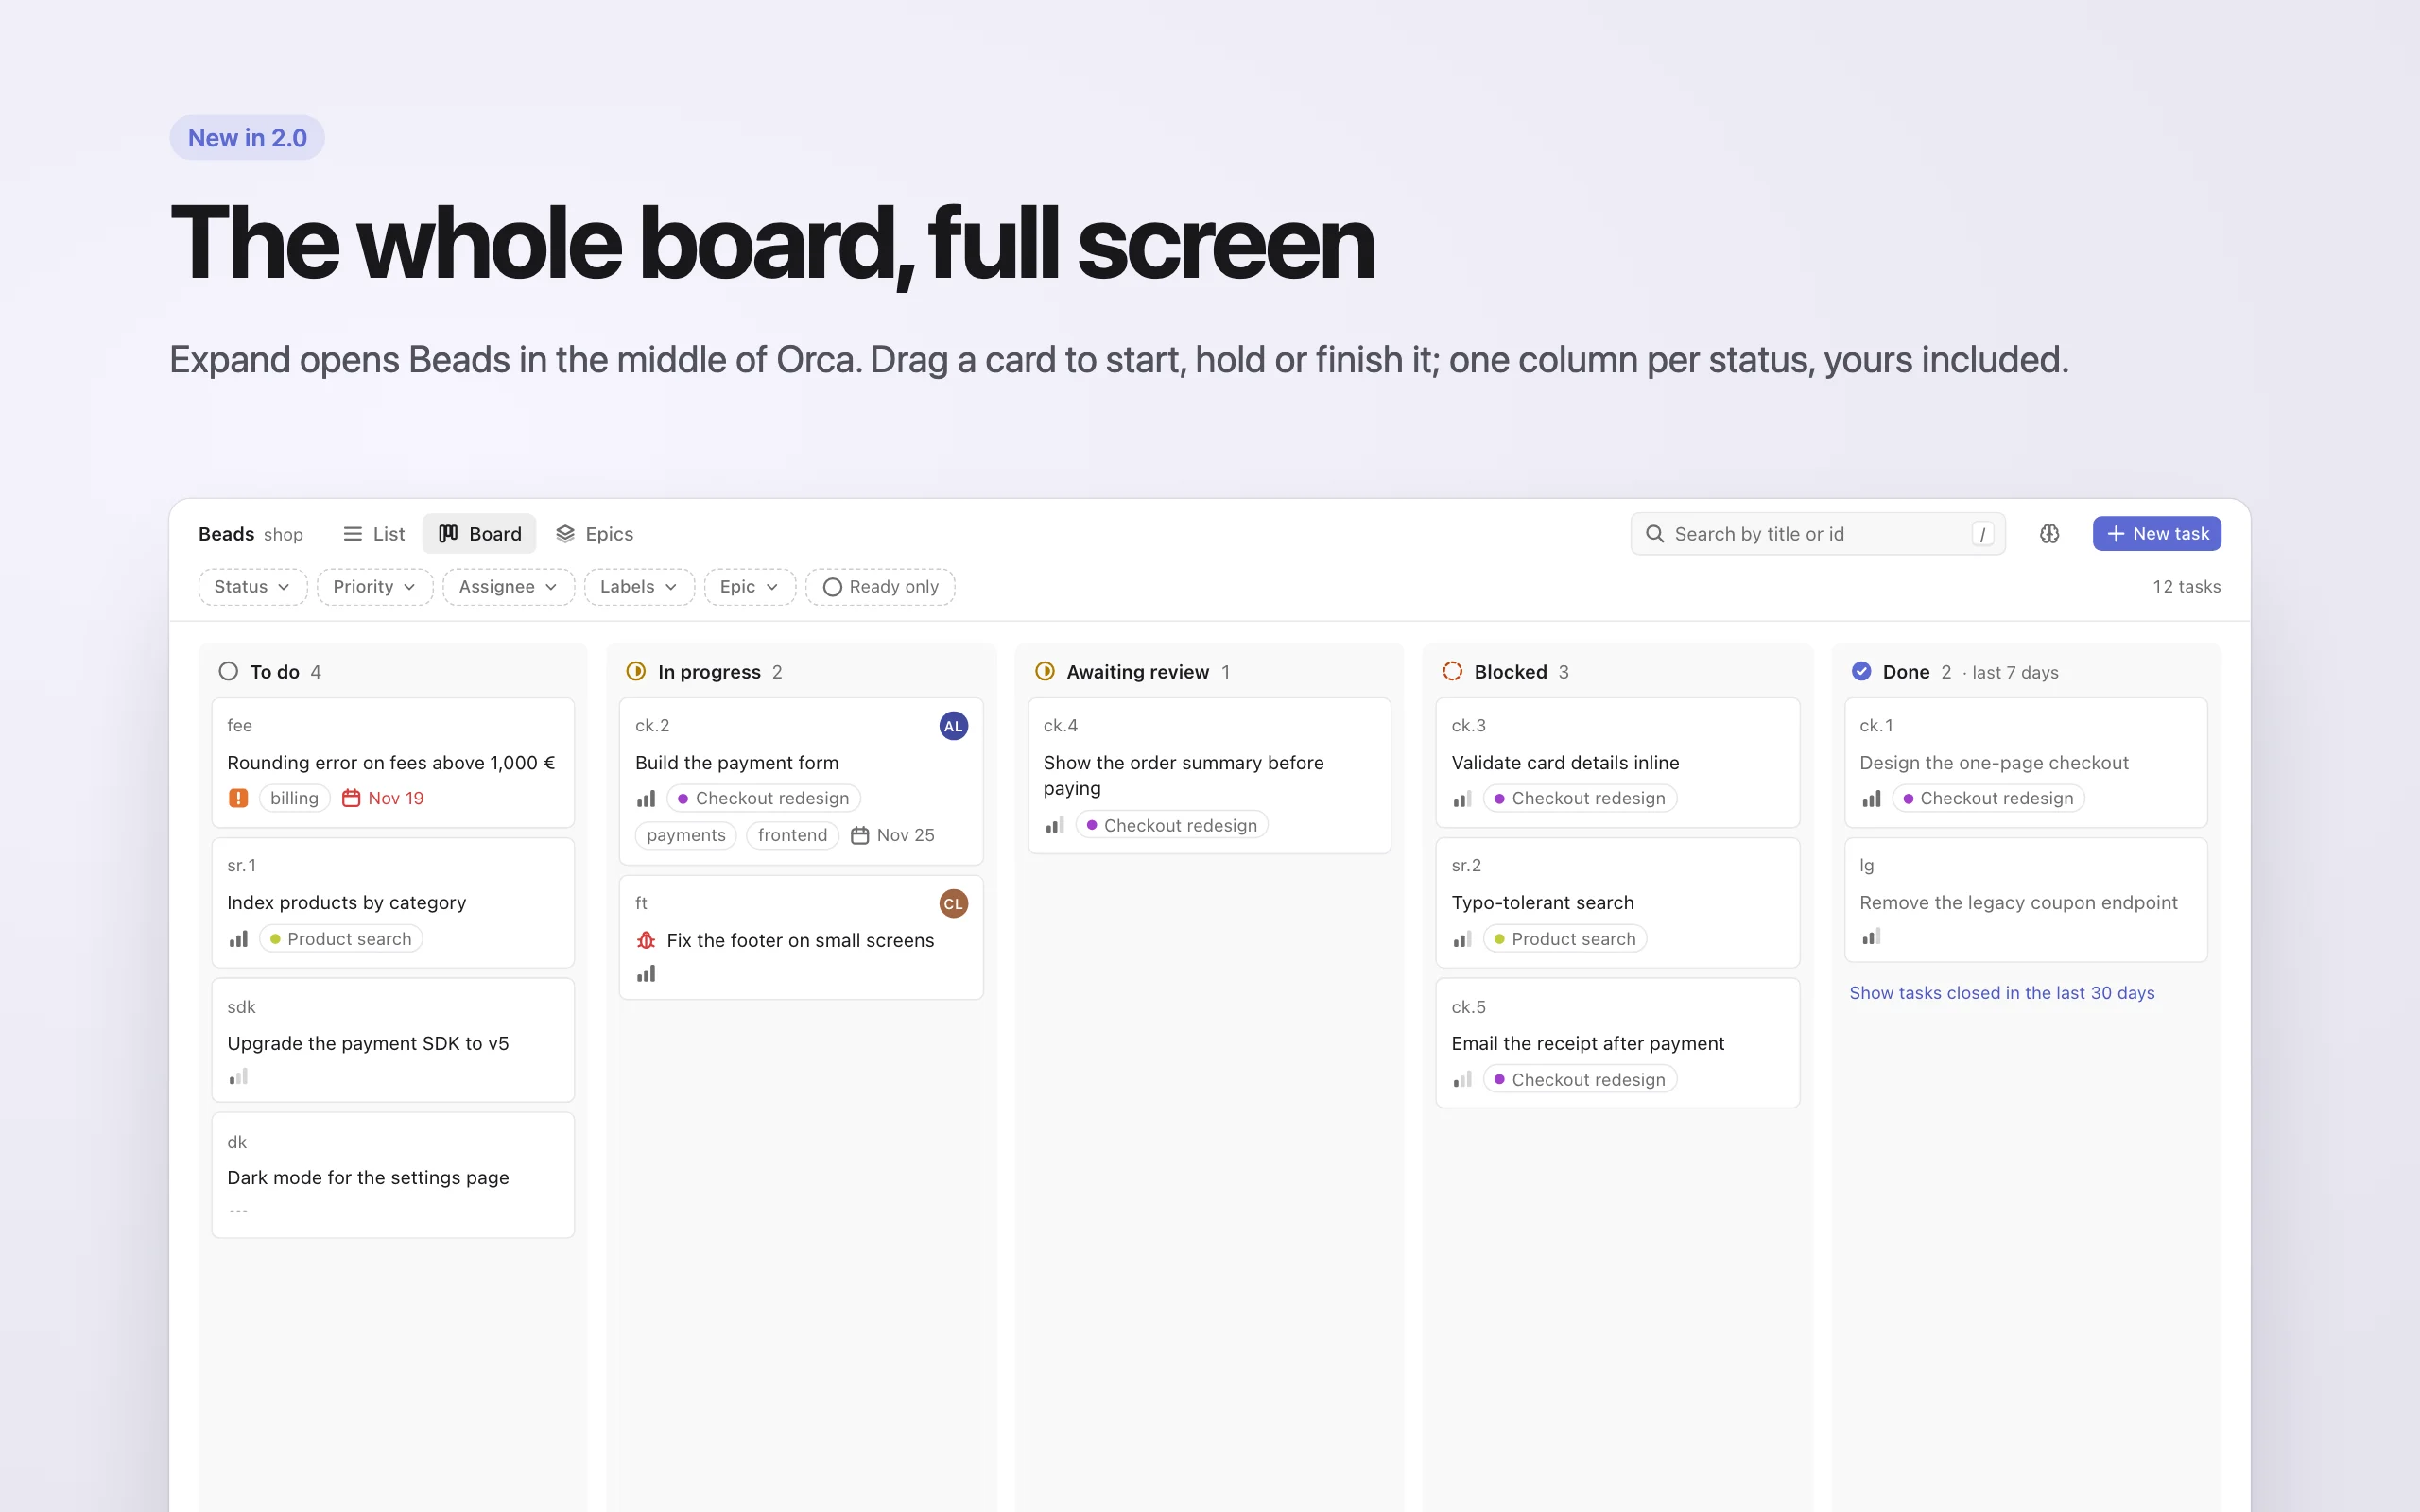 New in 2.0
The whole board, full screen
Expand opens Beads in the middle of Orca. Drag a card to start, hold or finish it; one column per status, yours included.
Beads shop List Board Epics Search by title or id / New task
Status Priority Assignee Labels Epic Ready only 12 tasks
To do 4
fee
Rounding error on fees above 1,000 €
billing Nov 19
sr.1
Index products by category
Product search
sdk
Upgrade the payment SDK to v5
dk
Dark mode for the settings page
---
In progress 2
ck.2 AL
Build the payment form
Checkout redesign
payments frontend Nov 25
ft CL
Fix the footer on small screens
Awaiting review 1
ck.4
Show the order summary before
paying
Checkout redesign
Blocked 3
ck.3
Validate card details inline
Checkout redesign
sr.2
Typo-tolerant search
Product search
ck.5
Email the receipt after payment
Checkout redesign
Done 2 · last 7 days
ck.1
Design the one-page checkout
Checkout redesign
lg
Remove the legacy coupon endpoint
Show tasks closed in the last 30 days